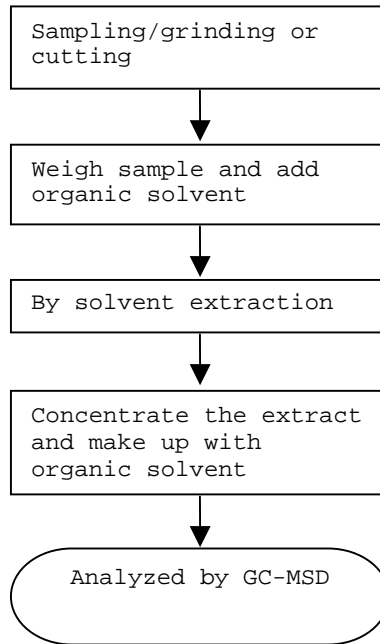 Sampling/grinding or
cutting
Weigh sample and add
organic solvent
By solvent extraction
Concentrate the extract
and make up with
organic solvent
Analyzed by GC-MSD